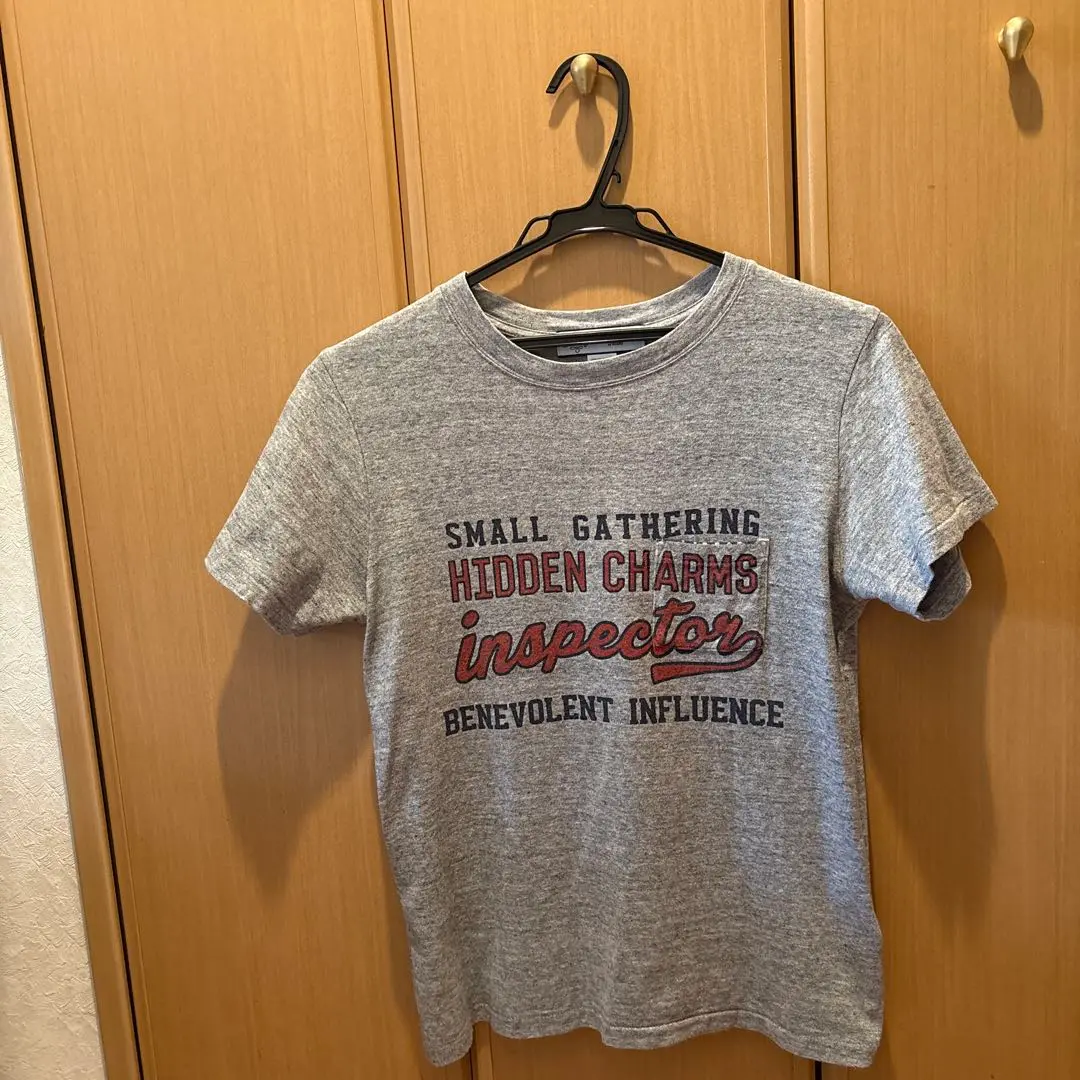 SMALL GATHERING
HIDDEN CHARMS
inspector
BENEVOLENT INFLUENCE